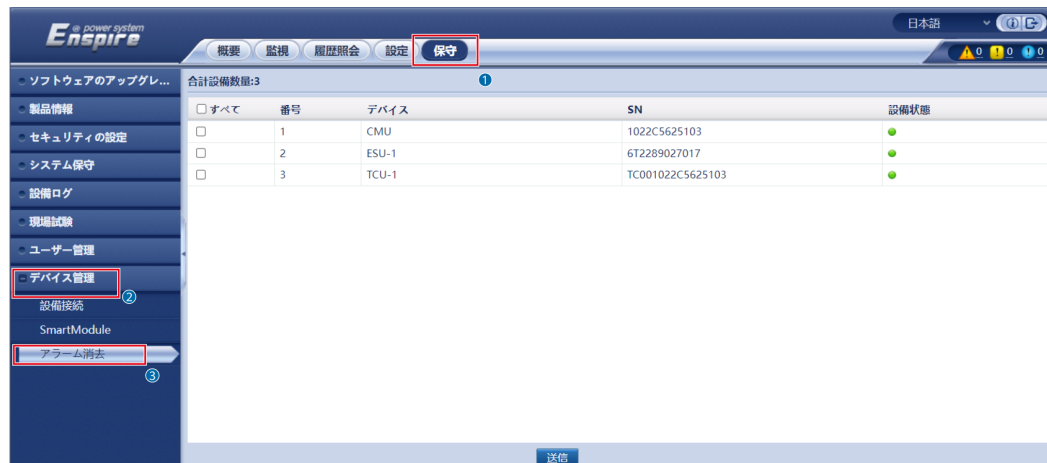 @ power system
Enspire
日本語
概要 監視 履歴照会 設定 保守
0 0 0
1
ソフトウェアのアップグレ... 合計設備数量:3
製品情報 すべて 番号 デバイス SN 設備状態
セキュリティの設定 1 CMU 1022C5625103
2 ESU-1 6T2289027017
システム保守 3 TCU-1 TC001022C5625103
設備ログ
現場試験
ユーザー管理
デバイス管理
2
設備接続
SmartModule
アラーム消去
3
送信